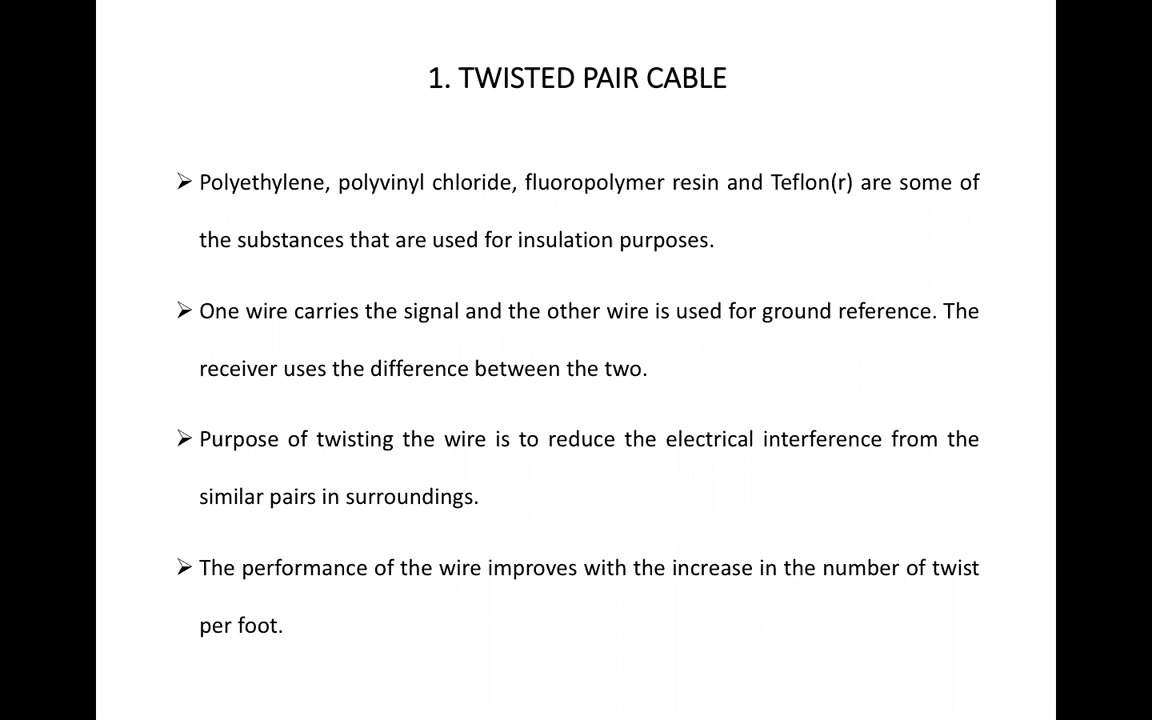 1. TWISTED PAIR CABLE
➢ Polyethylene, polyvinyl chloride, fluoropolymer resin and Teflon(r) are some of
the substances that are used for insulation purposes.
➢ One wire carries the signal and the other wire is used for ground reference. The
receiver uses the difference between the two.
➢ Purpose of twisting the wire is to reduce the electrical interference from the
similar pairs in surroundings.
➢ The performance of the wire improves with the increase in the number of twist
per foot.